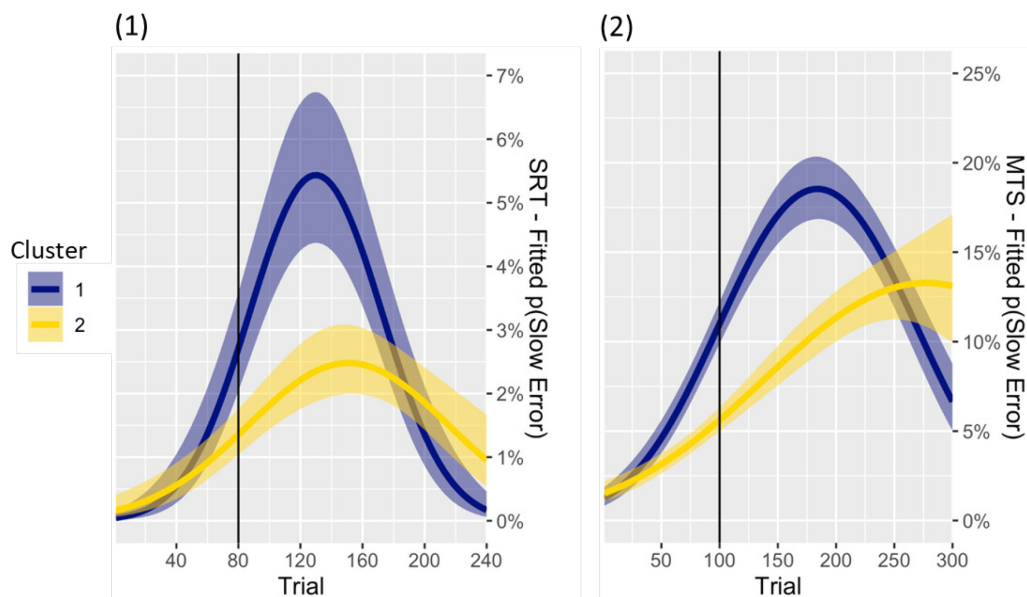 (1)
7%
6%
5%
4%
3%
2%
1%
0%
SRT - Fitted p(Slow Error)
40 80 120 160 200 240
Trial
Cluster
1
2
(2)
25%
20%
15%
10%
5%
0%
MTS - Fitted p(Slow Error)
50 100 150 200 250 300
Trial